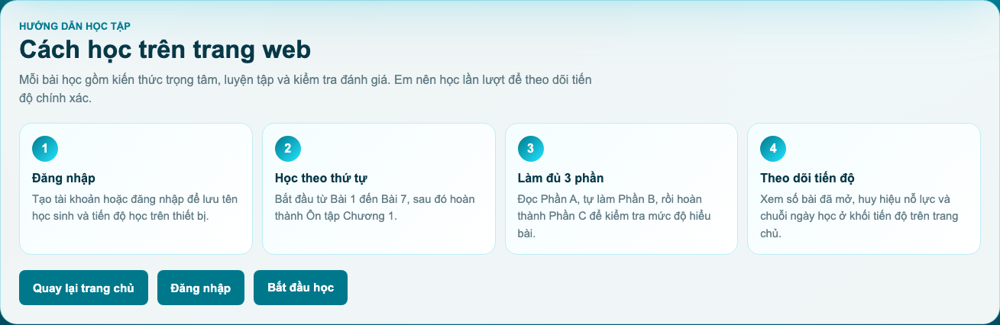 HƯỚNG DẪN HỌC TẬP
Cách học trên trang web
Mỗi bài học gồm kiến thức trọng tâm, luyện tập và kiểm tra đánh giá. Em nên học lần lượt để theo dõi tiến
độ chính xác.
1
Đăng nhập
Tạo tài khoản hoặc đăng nhập để lưu tên
học sinh và tiến độ học trên thiết bị.
2
Học theo thứ tự
Bắt đầu từ Bài 1 đến Bài 7, sau đó hoàn
thành Ôn tập Chương 1.
3
Làm đủ 3 phần
Đọc Phần A, tự làm Phần B, rồi hoàn
thành Phần C để kiểm tra mức độ hiểu
bài.
4
Theo dõi tiến độ
Xem số bài đã mở, huy hiệu nỗ lực và
chuỗi ngày học ở khối tiến độ trên trang
chủ.
Quay lại trang chủ
Đăng nhập
Bắt đầu học